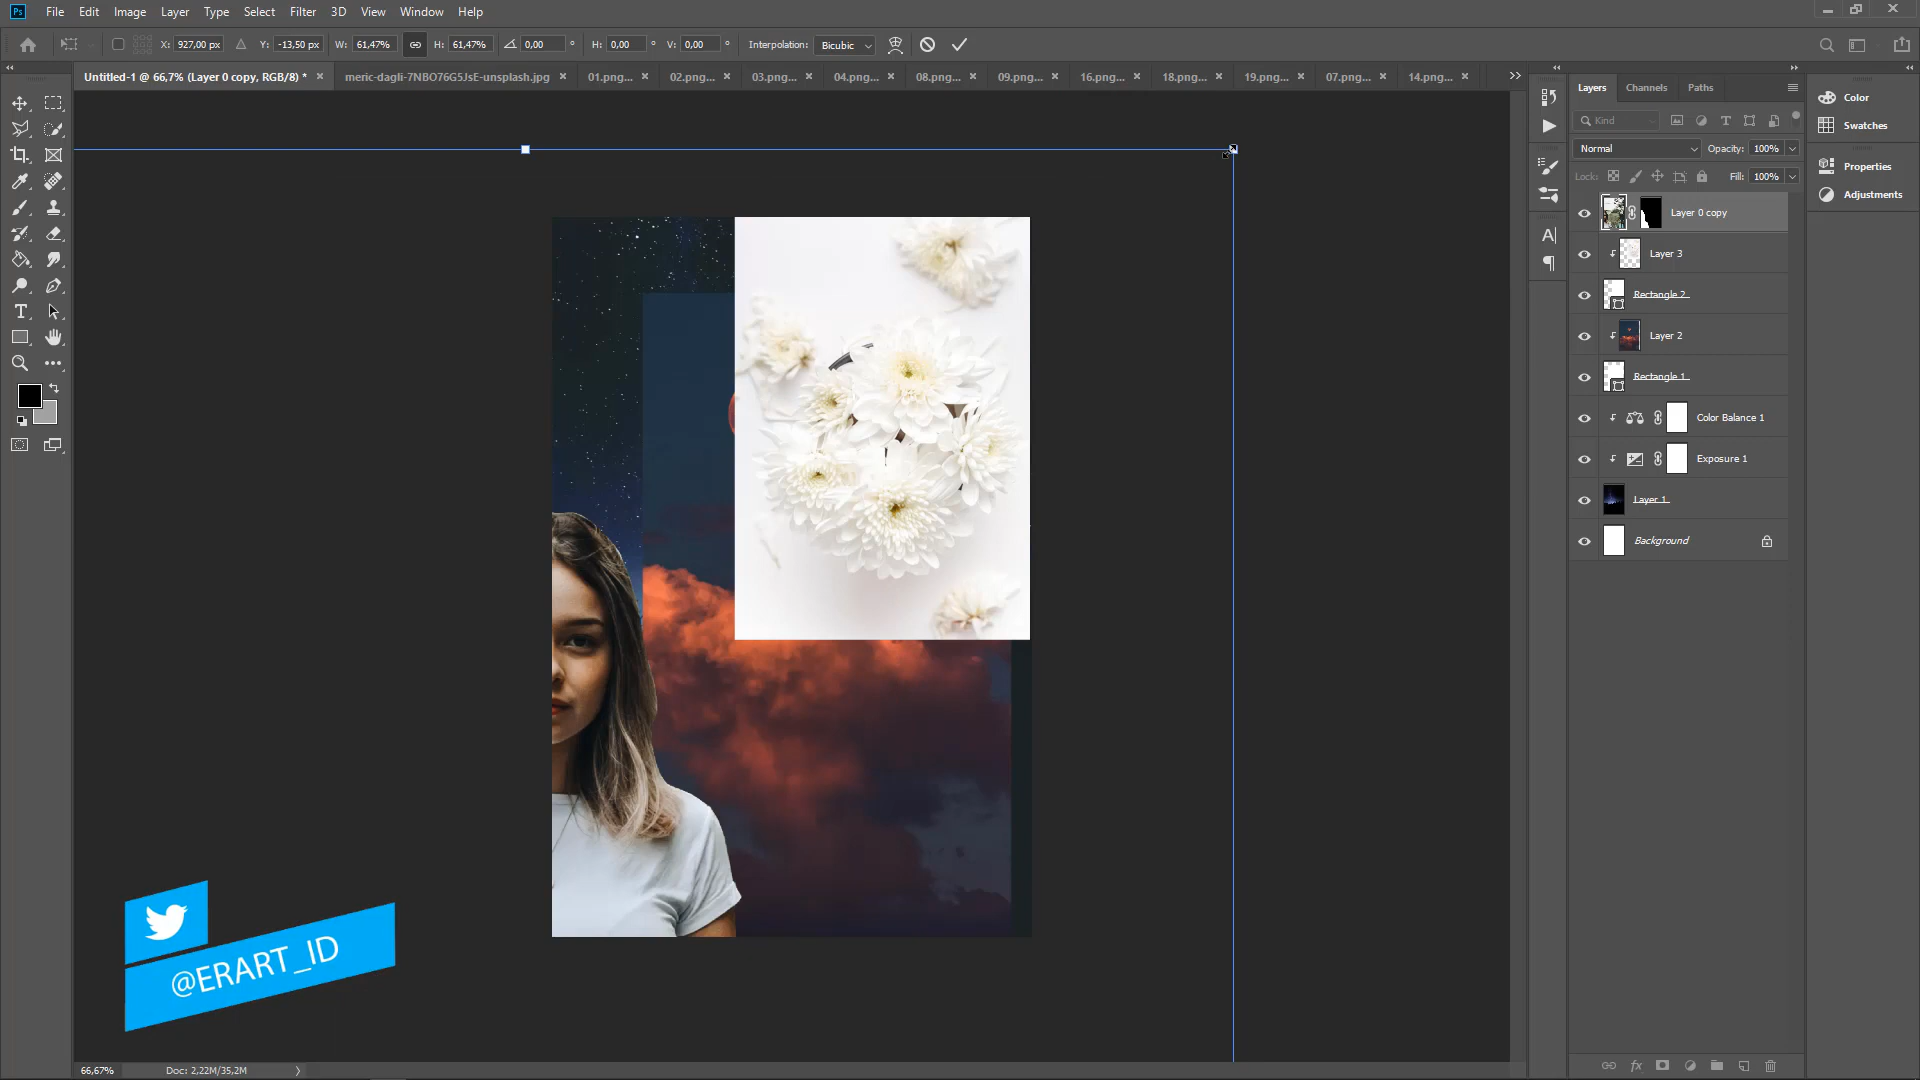 Ps File Edit Image Layer Type Select Filter 3D View Window Help
X: 927,00 px Y: -13,50 px W: 61,47% H: 61,47% 0,00 ° H: 0,00 ° V: 0,00 ° Interpolation: Bicubic
Untitled-1 @ 66,7% (Layer 0 copy, RGB/8) * meric-dagli-7NBO76G5JsE-unsplash.jpg 01.png... 02.png... 03.png... 04.png... 08.png... 09.png... 16.png... 18.png... 19.png... 07.png... 14.png...
Layers Channels Paths
Color
Kind
Swatches
Normal Opacity: 100%
Properties
Lock: Fill: 100%
Adjustments
Layer 0 copy
Layer 3
Rectangle 2
Layer 2
Rectangle 1
Color Balance 1
Exposure 1
Layer 1
Background
@ERART_ID
66,67% Doc: 2,22M/35,2M